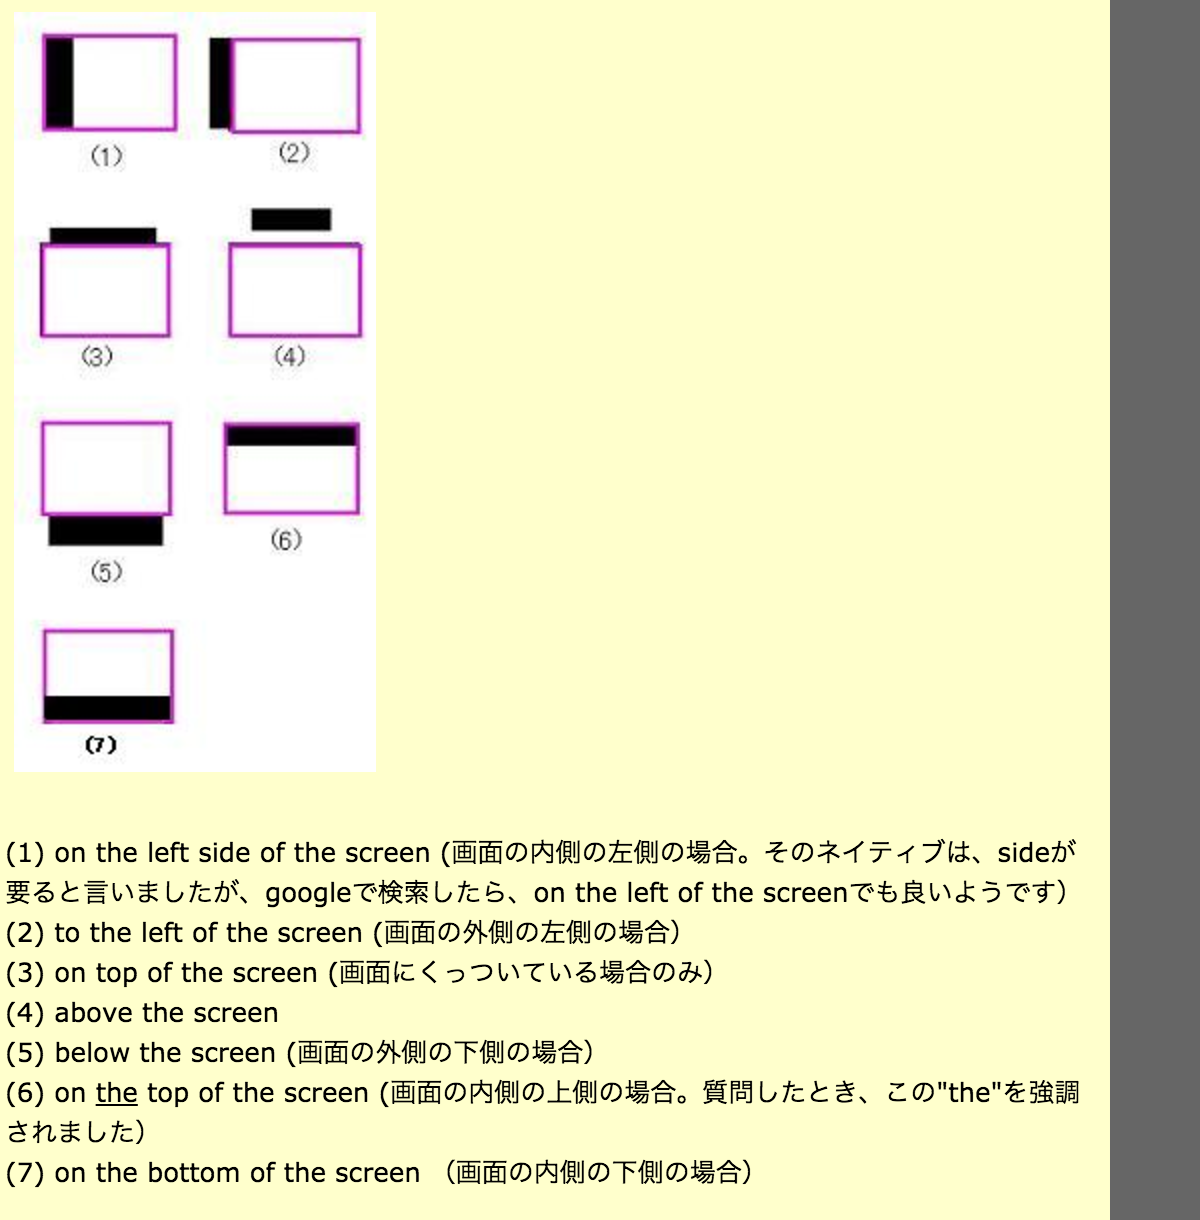 (1)
(2)
(3)
(4)
(5)
(6)
(7)
(1) on the left side of the screen (画面の内側の左側の場合。そのネイティブは、sideが
要ると言いましたが、googleで検索したら、on the left of the screenでも良いようです）
(2) to the left of the screen (画面の外側の左側の場合）
(3) on top of the screen (画面にくっついている場合のみ）
(4) above the screen
(5) below the screen (画面の外側の下側の場合）
(6) on the top of the screen (画面の内側の上側の場合。質問したとき、この"the"を強調
されました）
(7) on the bottom of the screen （画面の内側の下側の場合）